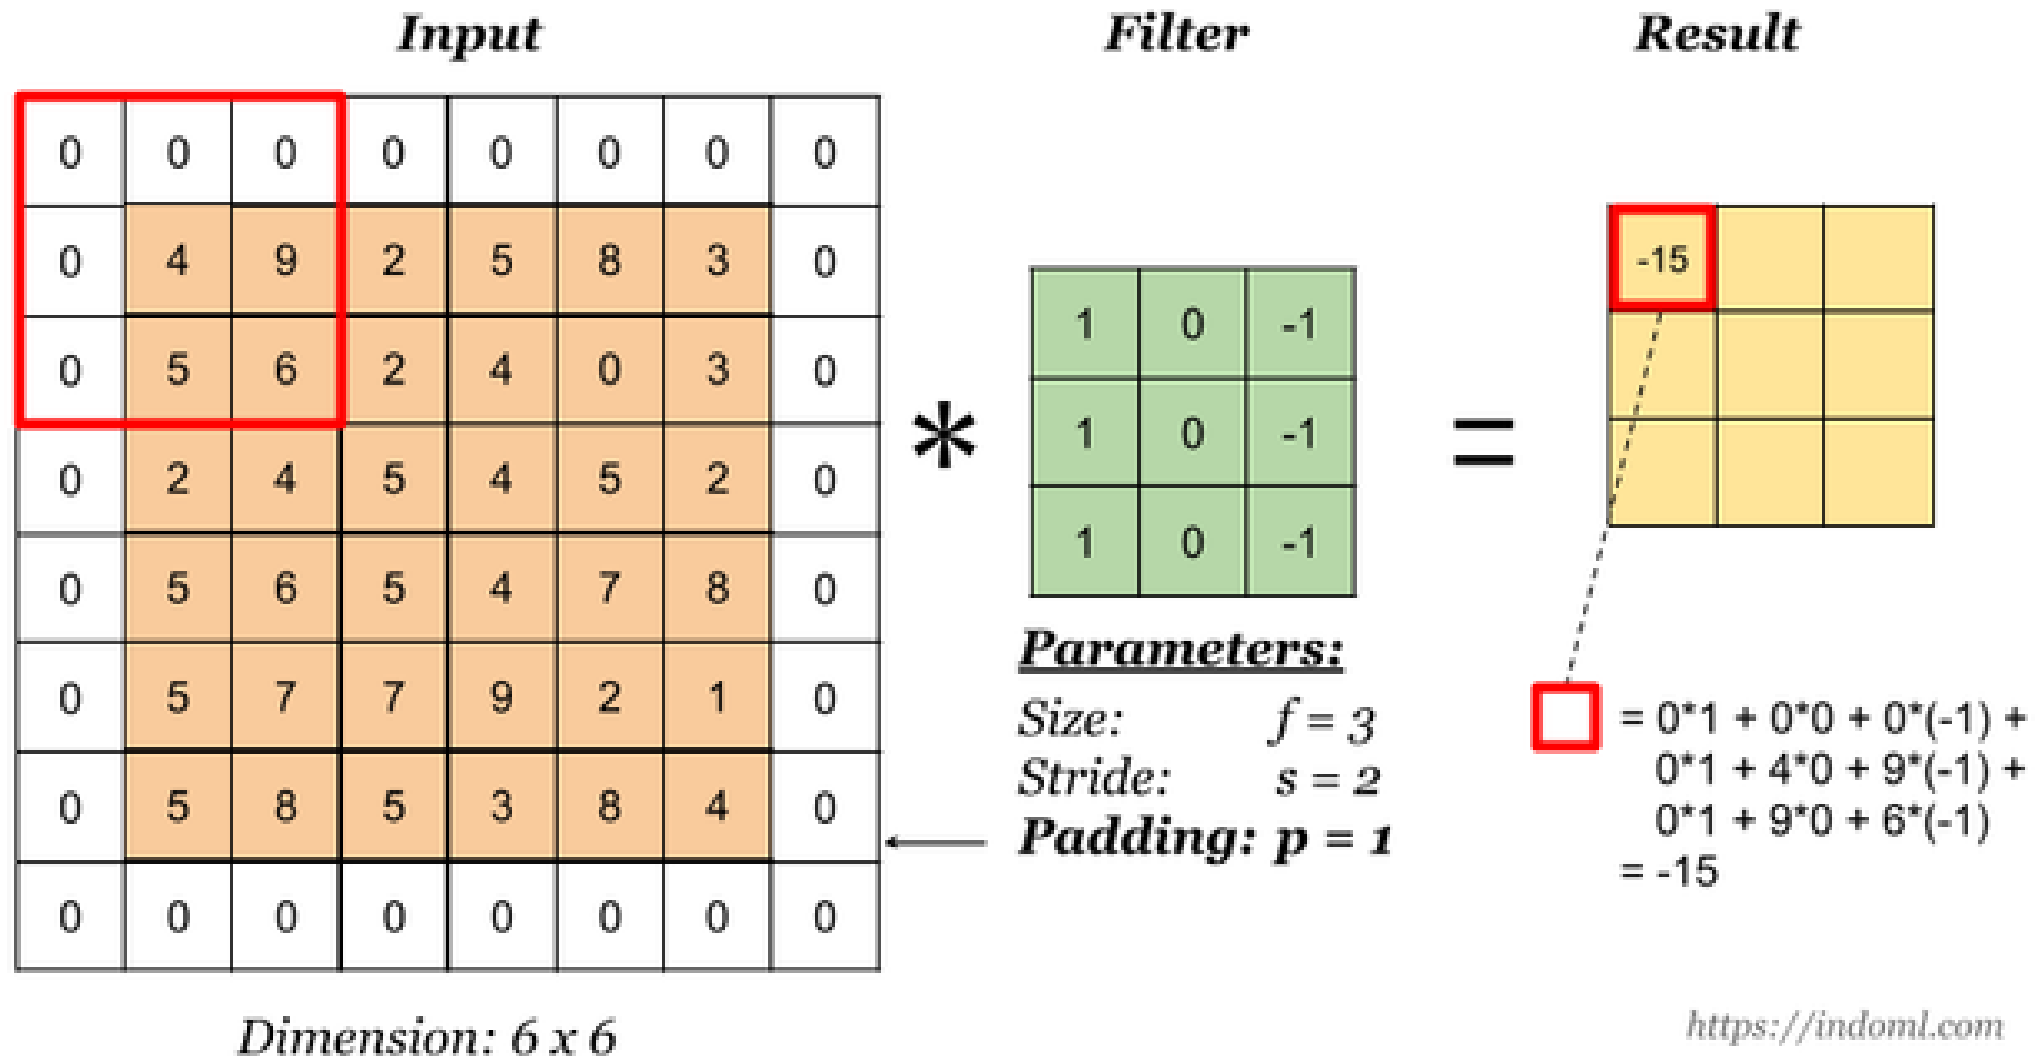 Input
0 0 0 0 0 0 0 0
0 4 9 2 5 8 3 0
0 5 6 2 4 0 3 0
0 2 4 5 4 5 2 0
0 5 6 5 4 7 8 0
0 5 7 7 9 2 1 0
0 5 8 5 3 8 4 0
0 0 0 0 0 0 0 0
Dimension: 6 x 6
*
Filter
1 0 -1
1 0 -1
1 0 -1
Parameters:
Size: f = 3
Stride: s = 2
Padding: p = 1
=
Result
-15
= 0*1 + 0*0 + 0*(-1) +
0*1 + 4*0 + 9*(-1) +
0*1 + 9*0 + 6*(-1)
= -15
https://indoml.com